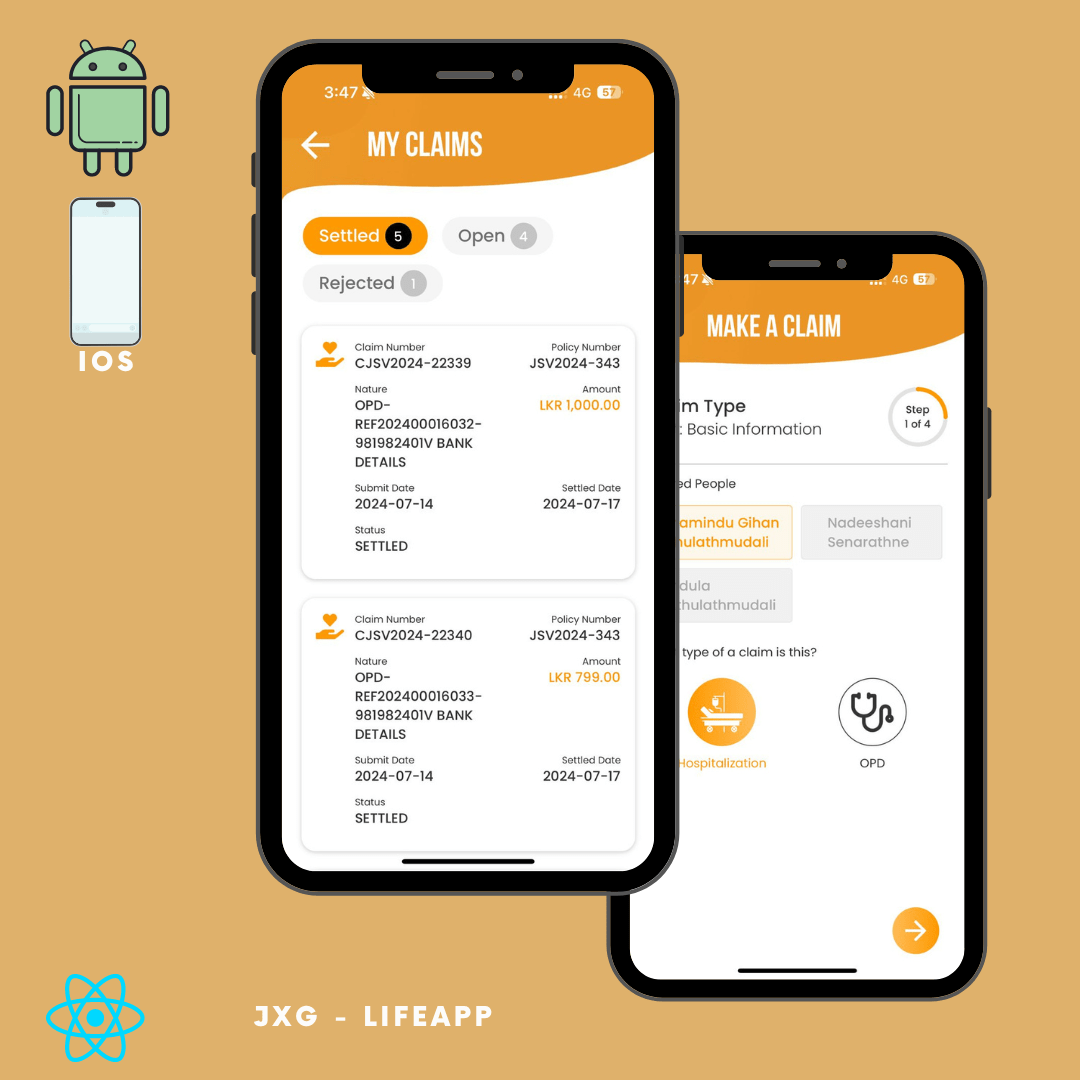 IOS
3:47
4G 57
MY CLAIMS
Settled 5
Open 4
Rejected 1
Claim Number
CJSV2024-22339
Policy Number
JSV2024-343
Nature
OPD-
REF202400016032-
981982401V BANK
DETAILS
Amount
LKR 1,000.00
Submit Date
2024-07-14
Settled Date
2024-07-17
Status
SETTLED
Claim Number
CJSV2024-22340
Policy Number
JSV2024-343
Nature
OPD-
REF202400016033-
981982401V BANK
DETAILS
Amount
LKR 799.00
Submit Date
2024-07-14
Settled Date
2024-07-17
Status
SETTLED
47
4G 57
MAKE A CLAIM
im Type
: Basic Information
Step
1 of 4
ed People
amindu Gihan
hulathmudali
Nadeeshani
Senarathne
dula
thulathmudali
type of a claim is this?
Hospitalization
OPD
JXG - LIFEAPP